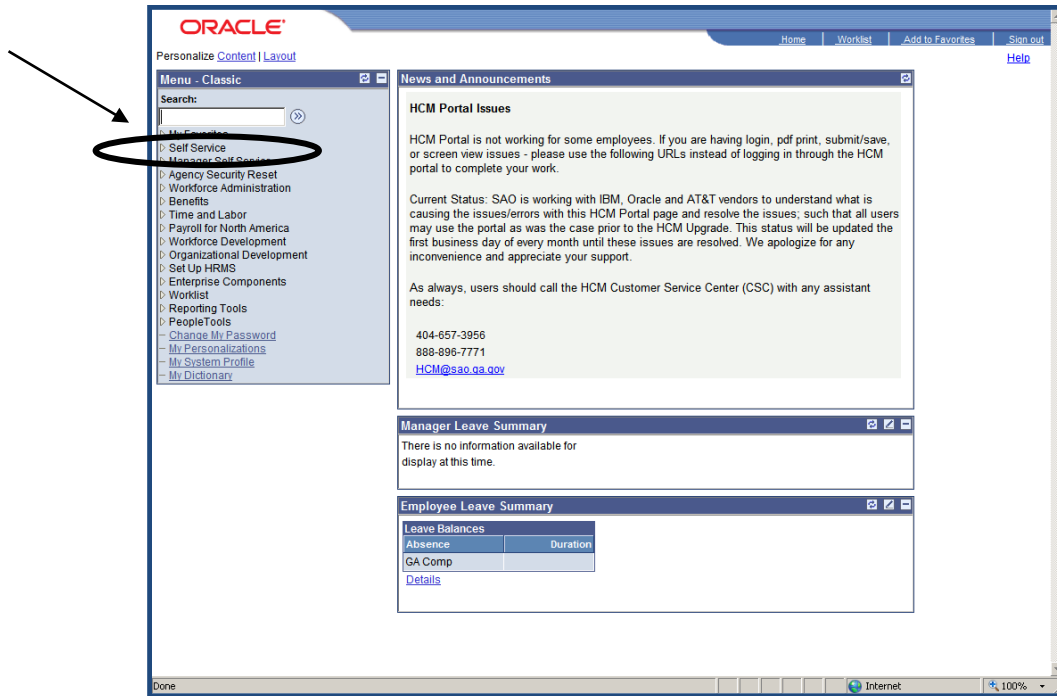 ORACLE'
Home Worklist Add to Favorites Sign out
Personalize Content | Layout
Help
Menu - Classic
Search:
My Favorites
Self Service
Manager Self Service
Agency Security Reset
Workforce Administration
Benefits
Time and Labor
Payroll for North America
Workforce Development
Organizational Development
Set Up HRMS
Enterprise Components
Worklist
Reporting Tools
PeopleTools
Change My Password
My Personalizations
My System Profile
My Dictionary
News and Announcements
HCM Portal Issues
HCM Portal is not working for some employees. If you are having login, pdf print, submit/save,
or screen view issues - please use the following URLs instead of logging in through the HCM
portal to complete your work.
Current Status: SAO is working with IBM, Oracle and AT&T vendors to understand what is
causing the issues/errors with this HCM Portal page and resolve the issues; such that all users
may use the portal as was the case prior to the HCM Upgrade. This status will be updated the
first business day of every month until these issues are resolved. We apologize for any
inconvenience and appreciate your support.
As always, users should call the HCM Customer Service Center (CSC) with any assistant
needs:
404-657-3956
888-896-7771
HCM@sao.ga.gov
Manager Leave Summary
There is no information available for
display at this time.
Employee Leave Summary
Leave Balances
Absence Duration
GA Comp
Details
Done Internet 100%